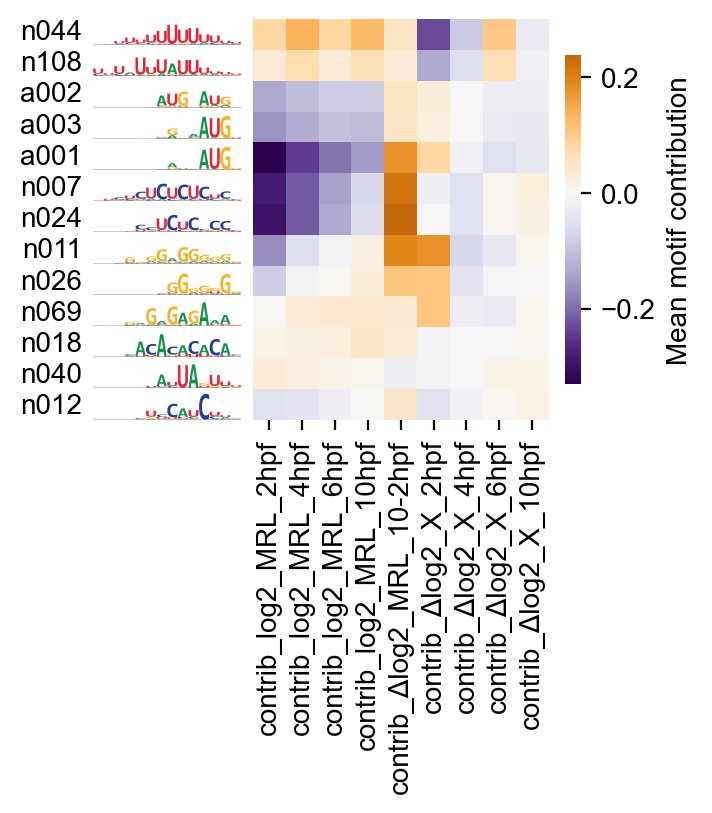 n044
n108
a002
a003
a001
n007
n024
n011
n026
n069
n018
n040
n012
0.2
0.0
−0.2
Mean motif contribution
contrib_log2_MRL_2hpf
contrib_log2_MRL_4hpf
contrib_log2_MRL_6hpf
contrib_log2_MRL_10hpf
contrib_Δlog2_MRL_10-2hpf
contrib_Δlog2_X_2hpf
contrib_Δlog2_X_4hpf
contrib_Δlog2_X_6hpf
contrib_Δlog2_X_10hpf